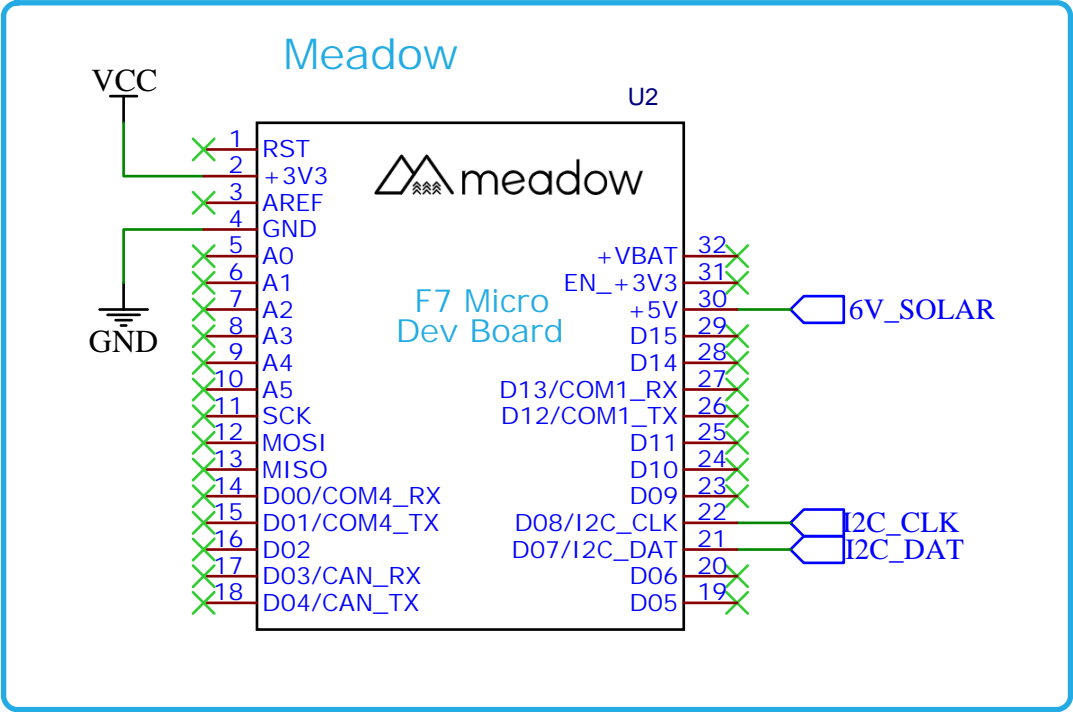 Meadow
VCC
U2
1 RST
2 +3V3
3 AREF
4 GND
5 A0
6 A1
7 A2
8 A3
9 A4
10 A5
11 SCK
12 MOSI
13 MISO
14 D00/COM4_RX
15 D01/COM4_TX
16 D02
17 D03/CAN_RX
18 D04/CAN_TX
GND
meadow
F7 Micro
Dev Board
+VBAT 32
EN_+3V3 31
+5V 30 6V_SOLAR
D15 29
D14 28
D13/COM1_RX 27
D12/COM1_TX 26
D11 25
D10 24
D09 23
D08/I2C_CLK 22 I2C_CLK
D07/I2C_DAT 21 I2C_DAT
D06 20
D05 19